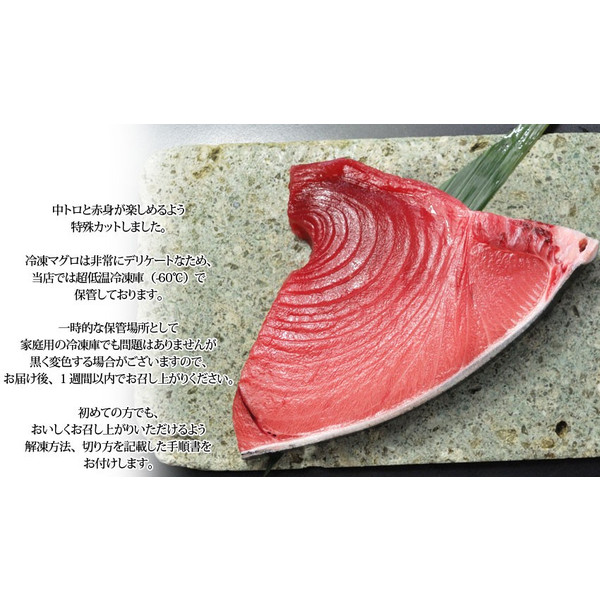 中トロと赤身が楽しめるよう
特殊カットしました。
冷凍マグロは非常にデリケートなため、
当店では超低温冷凍庫（-60℃）で
保管しております。
一時的な保管場所として
家庭用の冷凍庫でも問題はありませんが
黒く変色する場合がございますので、
お届け後、1週間以内でお召し上がりください。
初めての方でも、
おいしくお召し上がりいただけるよう
解凍方法、切り方を記載した手順書を
お付けします。